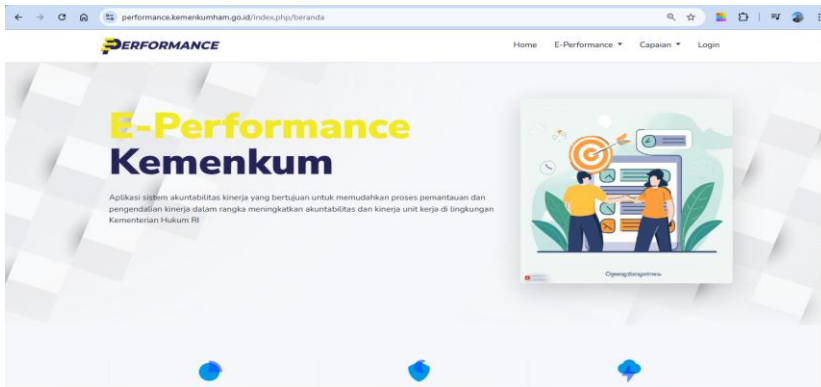 performance.kemenkumham.go.id/index.php/beranda
PERFORMANCE
Home E-Performance Capaian Login
E-Performance
Kemenkum
Aplikasi sistem akuntabilitas kinerja yang bertujuan untuk memudahkan proses pemantauan dan
pengendalian kinerja dalam rangka meningkatkan akuntabilitas dan kinerja unit kerja di lingkungan
Kementerian Hukum RI